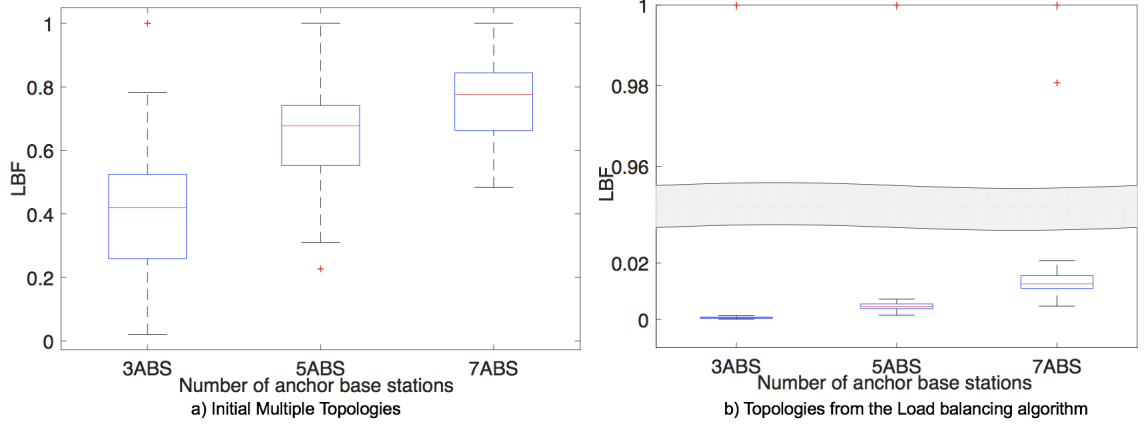 1
0.8
0.6
0.4
0.2
0
LBF
3ABS 5ABS 7ABS
Number of anchor base stations
a) Initial Multiple Topologies
1
0.98
0.96
0.02
0
LBF
3ABS 5ABS 7ABS
Number of anchor base stations
b) Topologies from the Load balancing algorithm